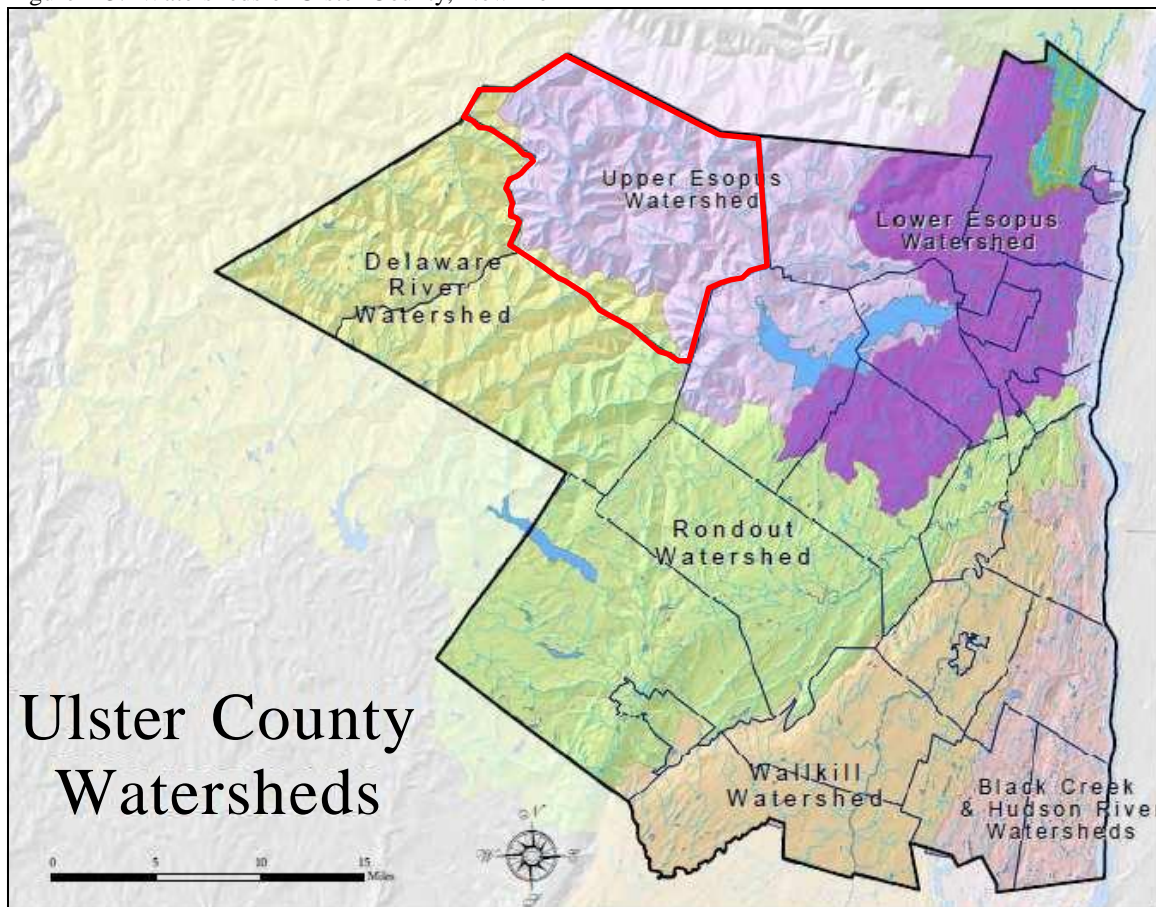 Upper Esopus
Watershed
Lower Esopus
Watershed
Delaware
River
Watershed
Rondout
Watershed
Ulster County
Watersheds
Wallkill
Watershed
Black Creek
& Hudson River
Watersheds
0 5 10 15
Miles
N
W E
S